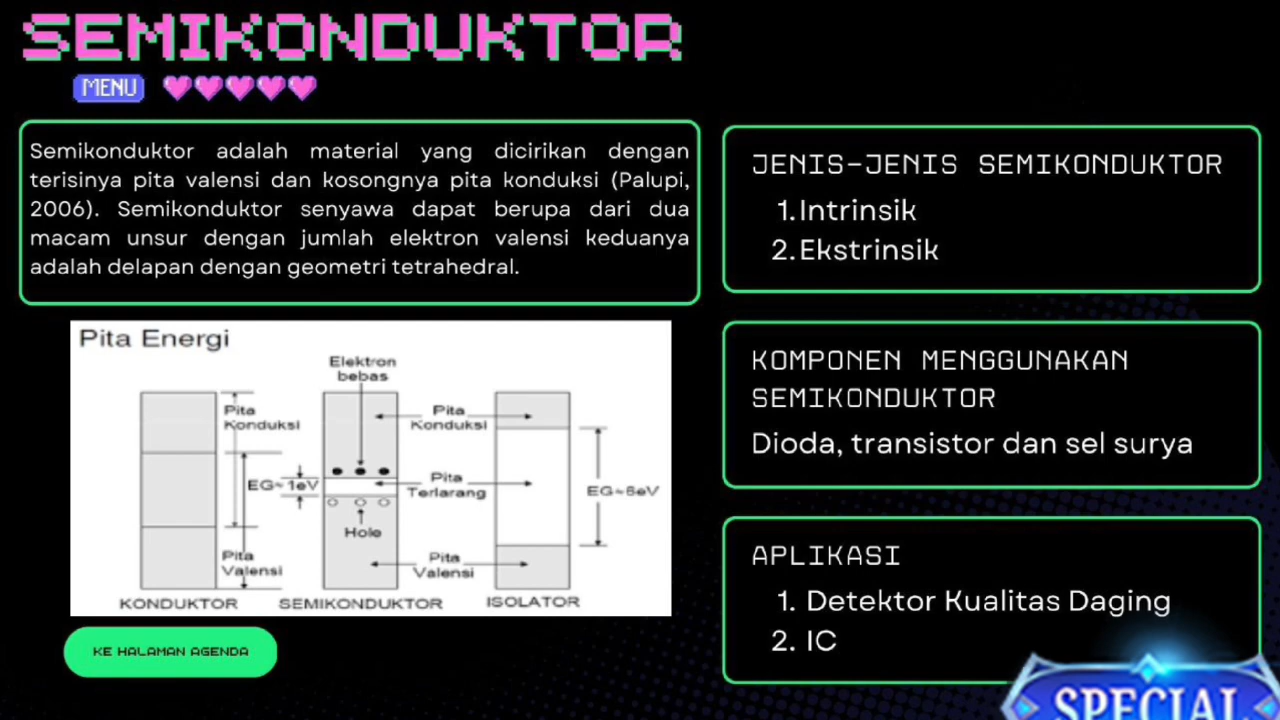 SEMIKONDUKTOR
MENU
Semikonduktor adalah material yang dicirikan dengan
terisinya pita valensi dan kosongnya pita konduksi (Palupi,
2006). Semikonduktor senyawa dapat berupa dari dua
macam unsur dengan jumlah elektron valensi keduanya
adalah delapan dengan geometri tetrahedral.
Pita Energi
Elektron
bebas
Pita
Konduksi
Pita
Konduksi
EG~1eV
Pita
Terlarang
EG~6eV
Hole
Pita
Valensi
Pita
Valensi
KONDUKTOR
SEMIKONDUKTOR
ISOLATOR
KE HALAMAN AGENDA
JENIS-JENIS SEMIKONDUKTOR
1. Intrinsik
2. Ekstrinsik
KOMPONEN MENGGUNAKAN
SEMIKONDUKTOR
Dioda, transistor dan sel surya
APLIKASI
1. Detektor Kualitas Daging
2. IC
SPECIAL